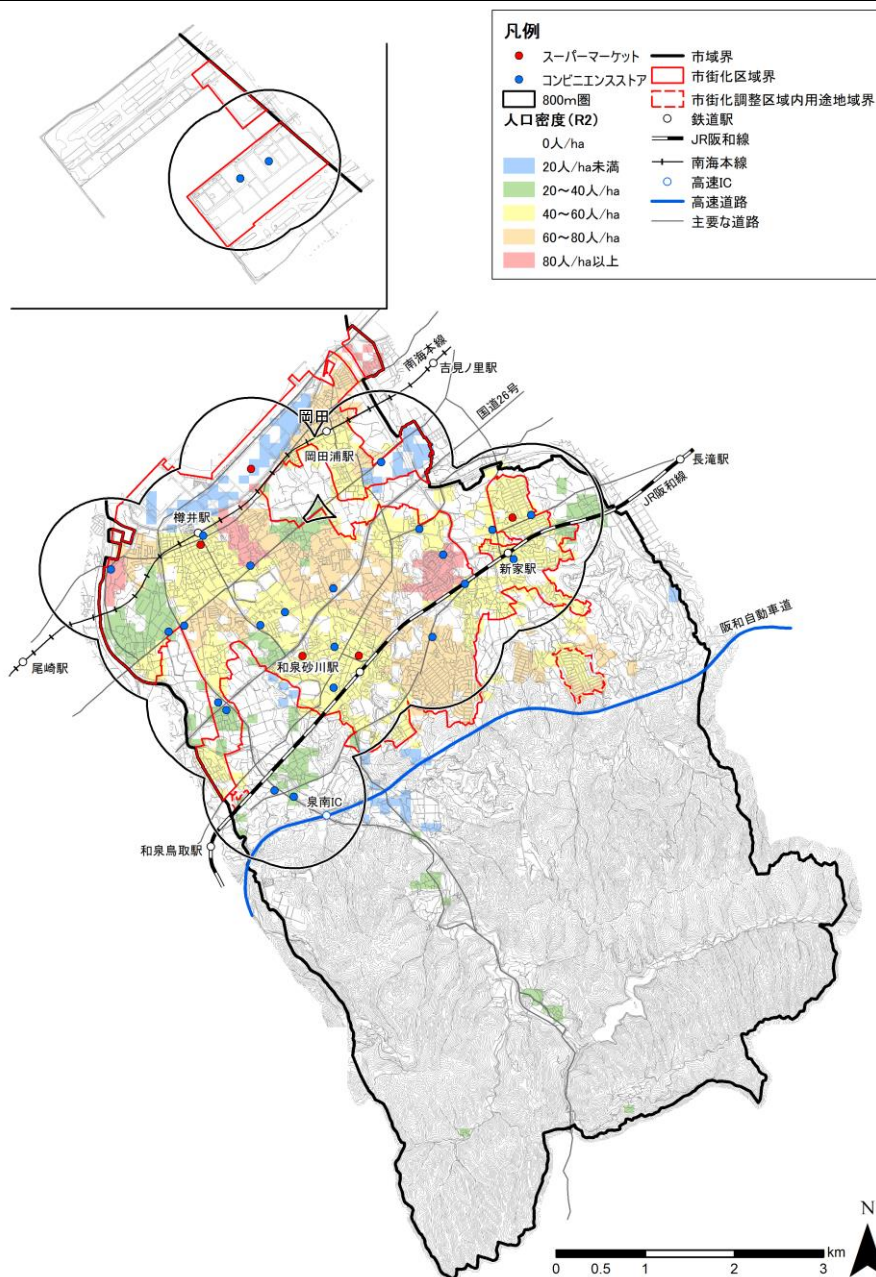 凡例
スーパーマーケット
コンビニエンスストア
800m圏
人口密度(R2)
0人/ha
20人/ha未満
20～40人/ha
40～60人/ha
60～80人/ha
80人/ha以上
市域界
市街化区域界
市街化調整区域内用途地域界
鉄道駅
JR阪和線
南海本線
高速IC
高速道路
主要な道路
南海本線
吉見ノ里駅
岡田
国道26号
岡田浦駅
長滝駅
JR阪和線
樽井駅
新家駅
阪和自動車道
尾崎駅
和泉砂川駅
泉南IC
和泉鳥取駅
N
km
0 0.5 1 2 3